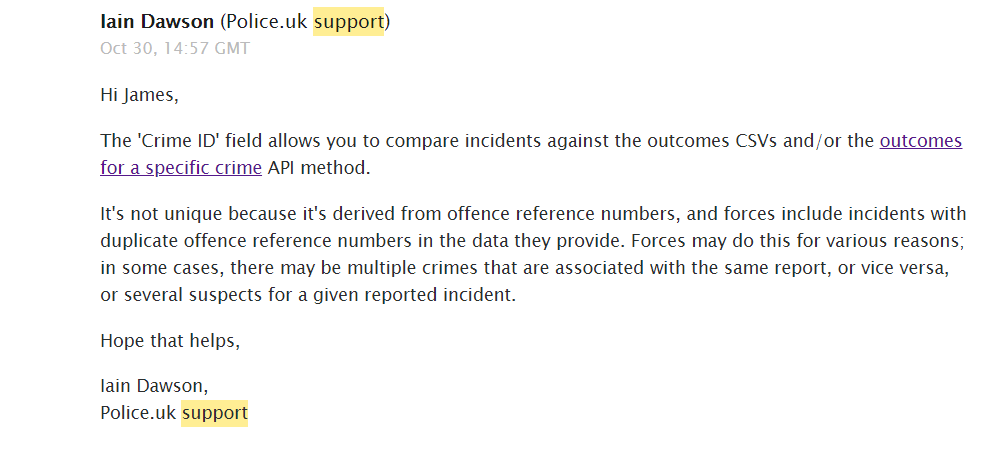 Iain Dawson (Police.uk support)
Oct 30, 14:57 GMT
Hi James,
The 'Crime ID' field allows you to compare incidents against the outcomes CSVs and/or the outcomes
for a specific crime API method.
It's not unique because it's derived from offence reference numbers, and forces include incidents with
duplicate offence reference numbers in the data they provide. Forces may do this for various reasons;
in some cases, there may be multiple crimes that are associated with the same report, or vice versa,
or several suspects for a given reported incident.
Hope that helps,
Iain Dawson,
Police.uk support